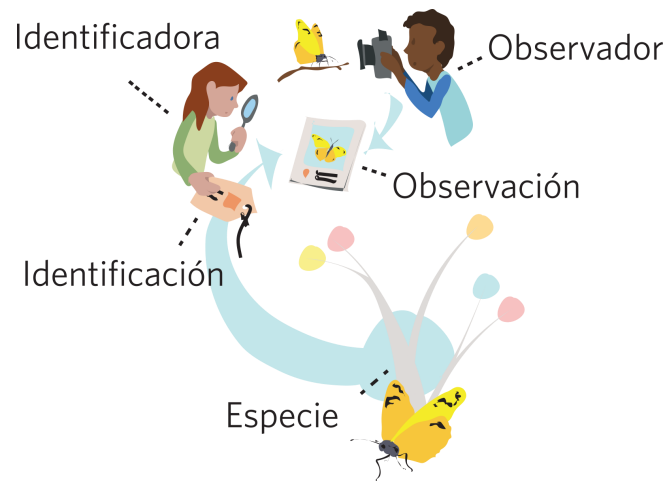 Identificadora
Observador
Observación
Identificación
Especie